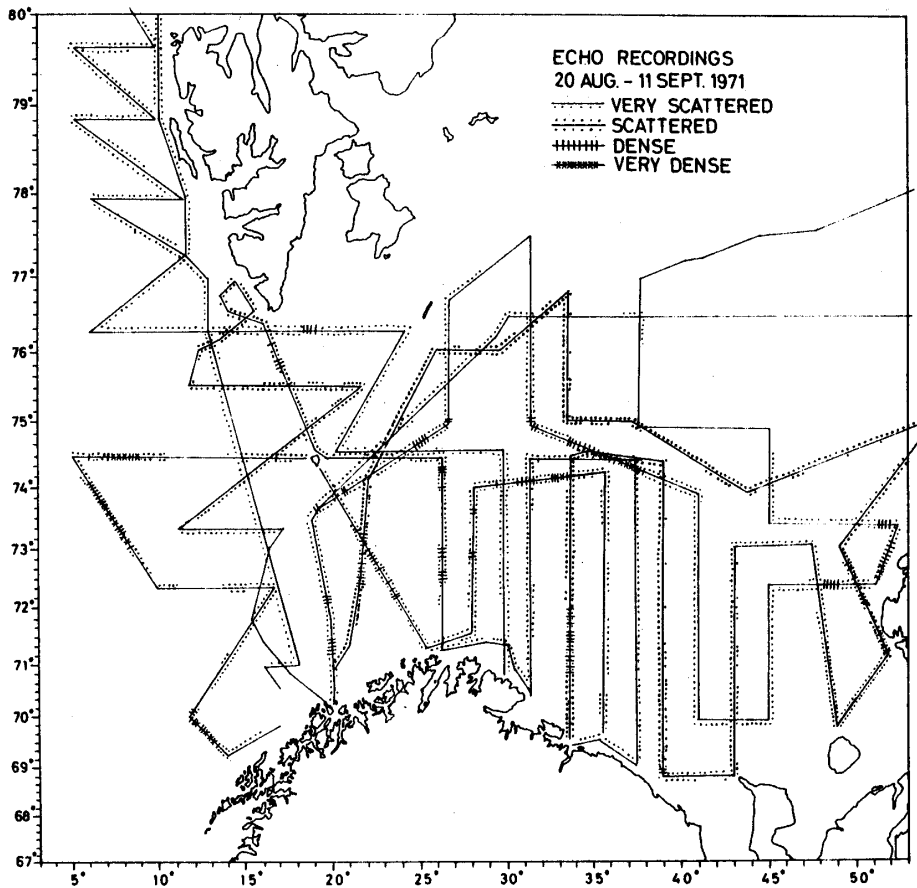 80°
79°
78°
77°
76°
75°
74°
73°
72°
71°
70°
69°
68°
67°
ECHO RECORDINGS
20 AUG. - 11 SEPT. 1971
VERY SCATTERED
SCATTERED
DENSE
VERY DENSE
5° 10° 15° 20° 25° 30° 35° 40° 45° 50°